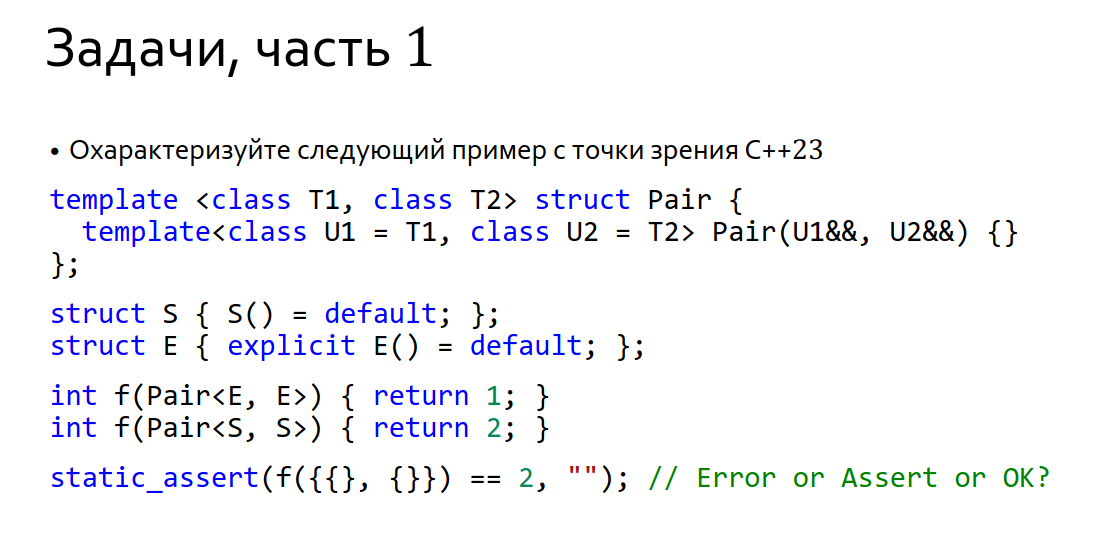 Задачи, часть 1
• Охарактеризуйте следующий пример с точки зрения C++23
template <class T1, class T2> struct Pair {
  template<class U1 = T1, class U2 = T2> Pair(U1&&, U2&&) {}
};
struct S { S() = default; };
struct E { explicit E() = default; };
int f(Pair<E, E>) { return 1; }
int f(Pair<S, S>) { return 2; }
static_assert(f({{}, {}}) == 2, ""); // Error or Assert or OK?